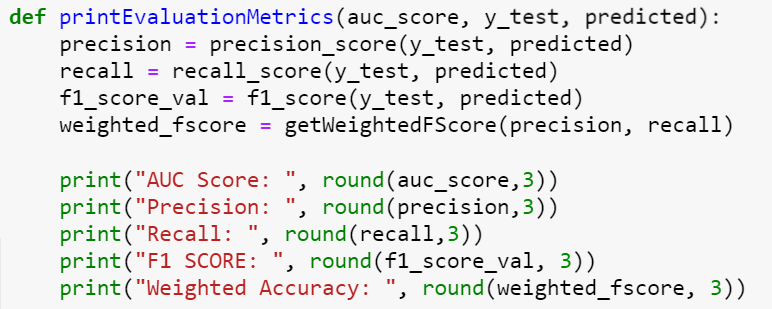 def printEvaluationMetrics(auc_score, y_test, predicted):
    precision = precision_score(y_test, predicted)
    recall = recall_score(y_test, predicted)
    f1_score_val = f1_score(y_test, predicted)
    weighted_fscore = getWeightedFScore(precision, recall)

    print("AUC Score: ", round(auc_score,3))
    print("Precision: ", round(precision,3))
    print("Recall: ", round(recall,3))
    print("F1 SCORE: ", round(f1_score_val, 3))
    print("Weighted Accuracy: ", round(weighted_fscore, 3))